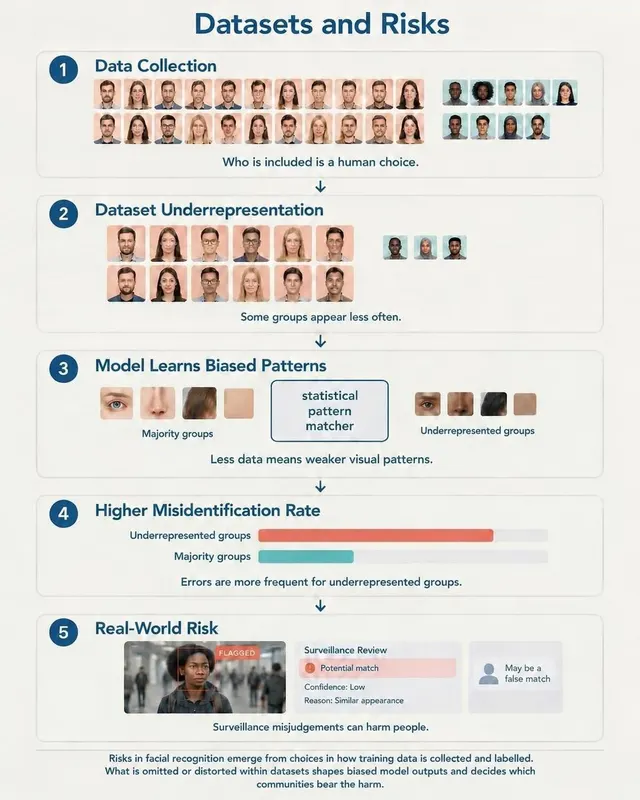 Datasets and Risks
1
Data Collection
Who is included is a human choice.
2
Dataset Underrepresentation
Some groups appear less often.
3
Model Learns Biased Patterns
statistical
pattern
matcher
Majority groups
Underrepresented groups
Less data means weaker visual patterns.
4
Higher Misidentification Rate
Underrepresented groups
Majority groups
Errors are more frequent for underrepresented groups.
5
Real-World Risk
FLAGGED
Surveillance Review
Potential match
Confidence: Low
Reason: Similar appearance
May be a
false match
Surveillance misjudgements can harm people.
Risks in facial recognition emerge from choices in how training data is collected and labelled.
What is omitted or distorted within datasets shapes biased model outputs and decides which
communities bear the harm.